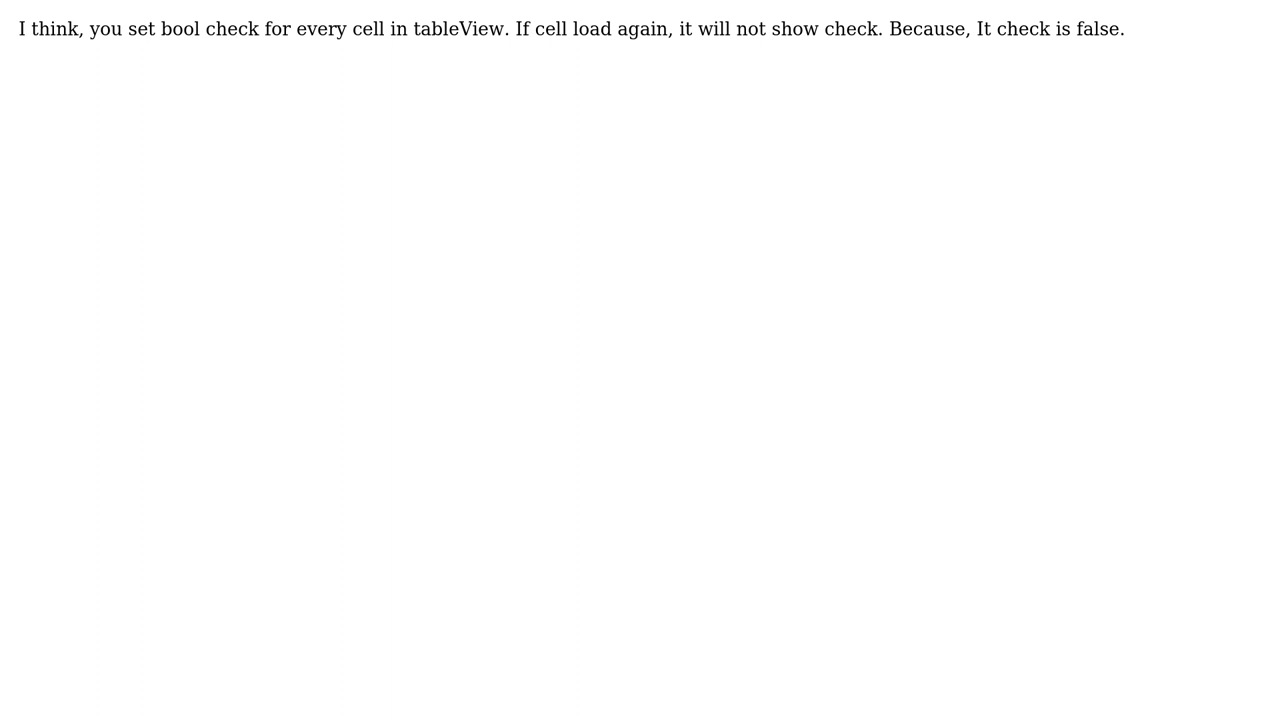 I think, you set bool check for every cell in tableView. If cell load again, it will not show check. Because, It check is false.